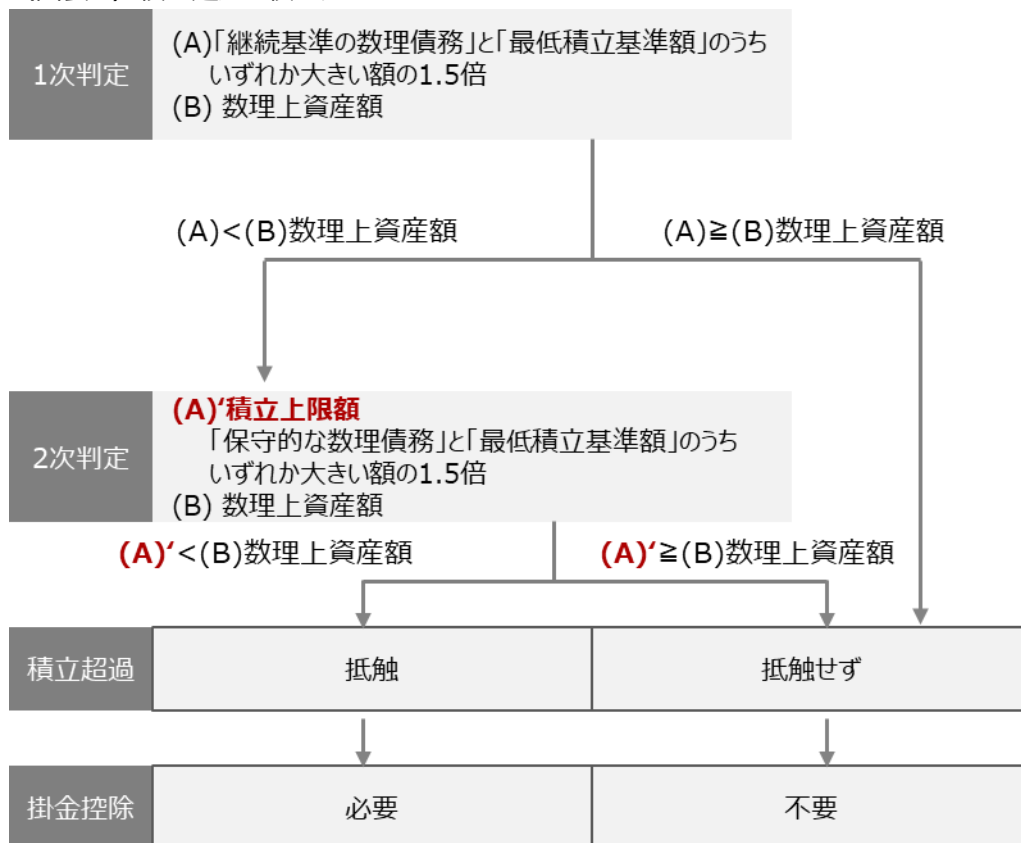 1次判定
(A)「継続基準の数理債務」と「最低積立基準額」のうち
いずれか大きい額の1.5倍
(B) 数理上資産額
(A)<(B)数理上資産額
(A)≧(B)数理上資産額
2次判定
(A)‘積立上限額
「保守的な数理債務」と「最低積立基準額」のうち
いずれか大きい額の1.5倍
(B) 数理上資産額
(A)‘<(B)数理上資産額
(A)‘≧(B)数理上資産額
積立超過
抵触
抵触せず
掛金控除
必要
不要